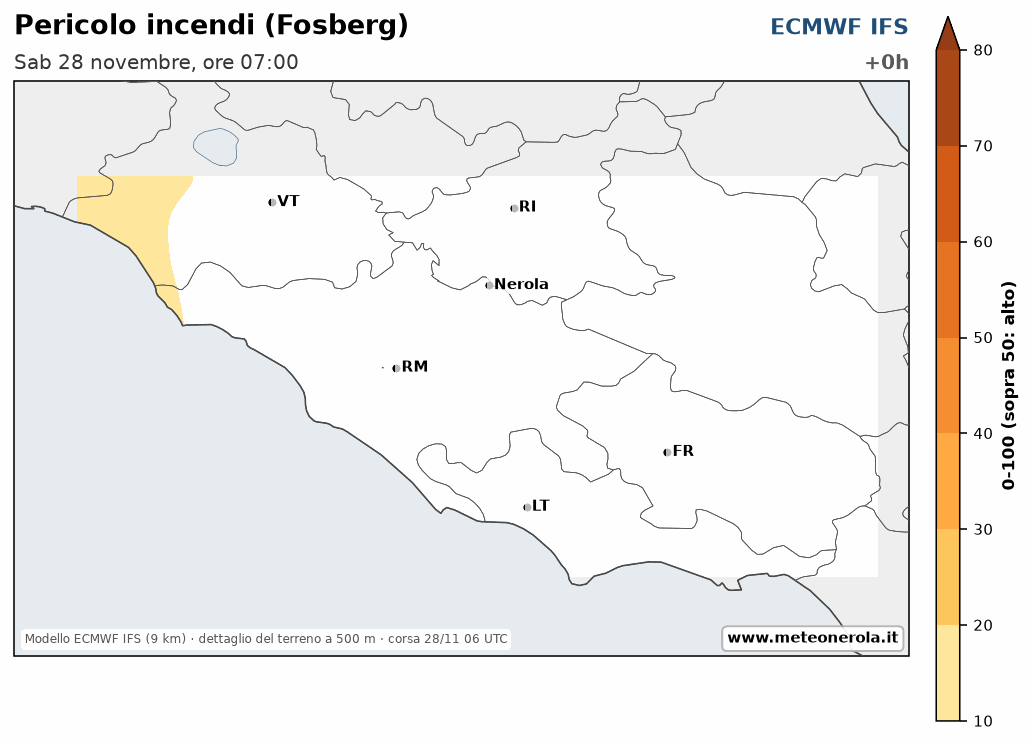 Pericolo incendi (Fosberg)
ECMWF IFS
Sab 28 novembre, ore 07:00
+0h
VT
RI
Nerola
RM
FR
LT
Modello ECMWF IFS (9 km) · dettaglio del terreno a 500 m · corsa 28/11 06 UTC
www.meteonerola.it
80
70
60
50
40
30
20
10
0-100 (sopra 50: alto)